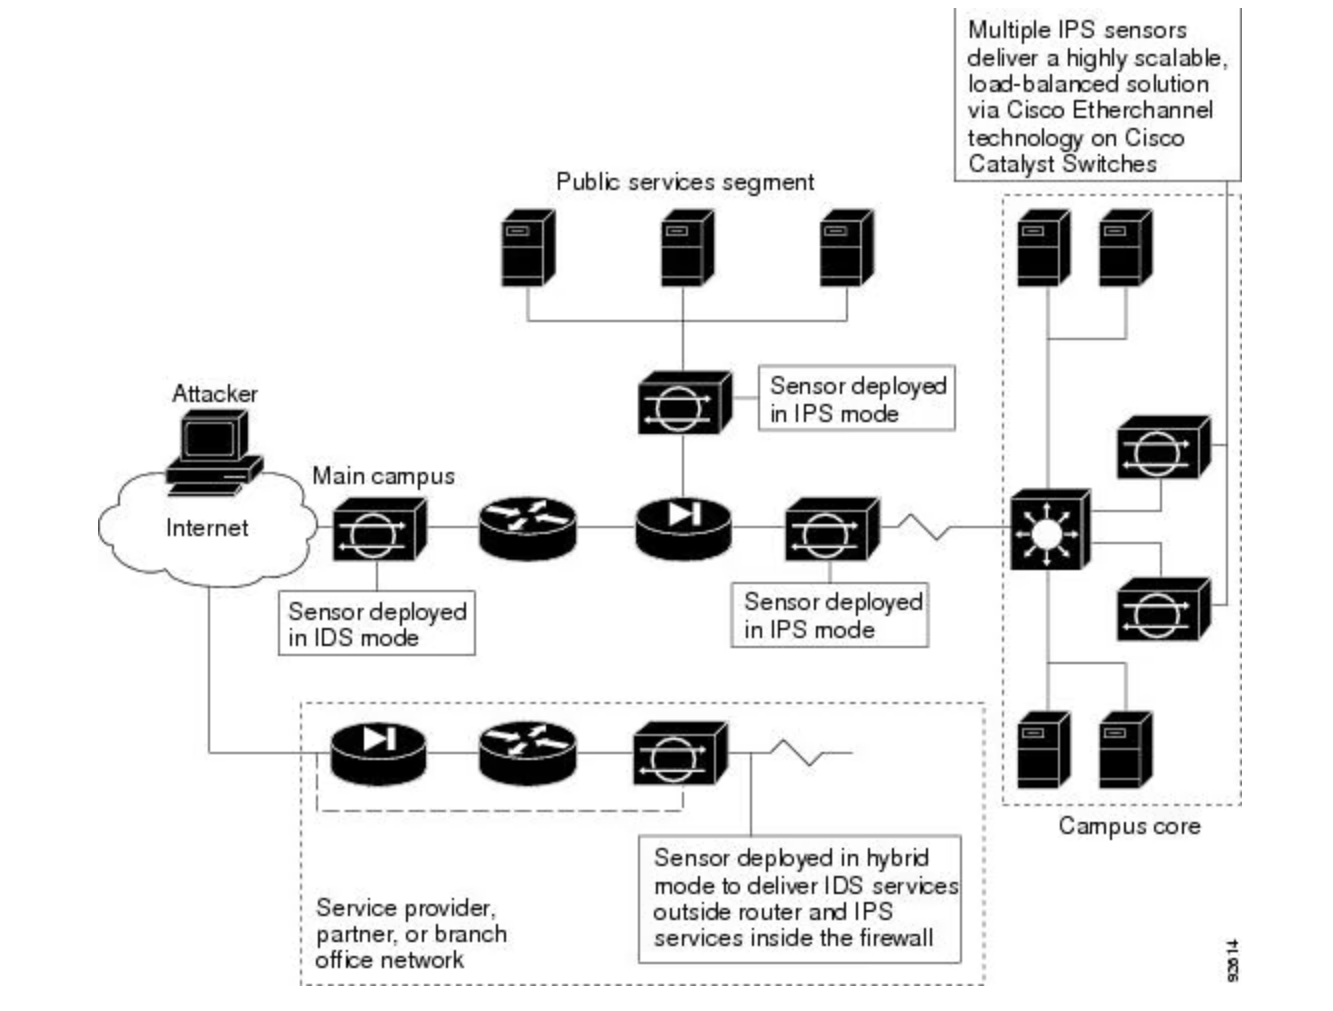 Multiple IPS sensors
deliver a highly scalable,
load-balanced solution
via Cisco Etherchannel
technology on Cisco
Catalyst Switches
Public services segment
Sensor deployed
in IPS mode
Attacker
Main campus
Internet
Sensor deployed
in IDS mode
Sensor deployed
in IPS mode
Campus core
Sensor deployed in hybrid
mode to deliver IDS services
outside router and IPS
services inside the firewall
Service provider,
partner, or branch
office network
92614